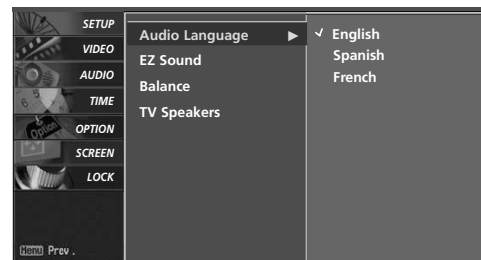 SETUP
VIDEO
AUDIO
TIME
OPTION
SCREEN
LOCK
Menu Prev.
Audio Language ▶
EZ Sound
Balance
TV Speakers
✓ English
Spanish
French
Option